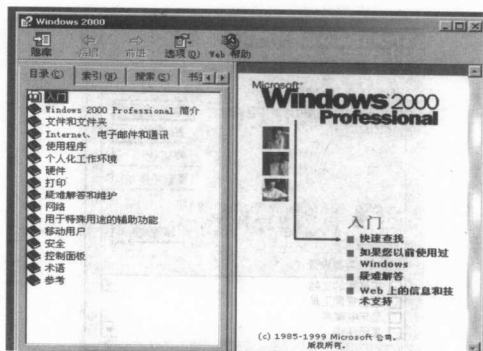 Windows 2000
隐藏 后退 前进 选项(O) Web 帮助
目录(C) 索引(N) 搜索(S) 书
入门
Windows 2000 Professional 简介
文件和文件夹
Internet、电子邮件和通讯
使用程序
个人化工作环境
硬件
打印
疑难解答和维护
网络
用于特殊用途的辅助功能
移动用户
安全
控制面板
术语
参考
Microsoft
Windows 2000
Professional
入门
快速查找
如果您以前使用过
Windows
疑难解答
Web 上的信息和技
术支持
(c) 1985-1999 Microsoft 公司。
版权所有。